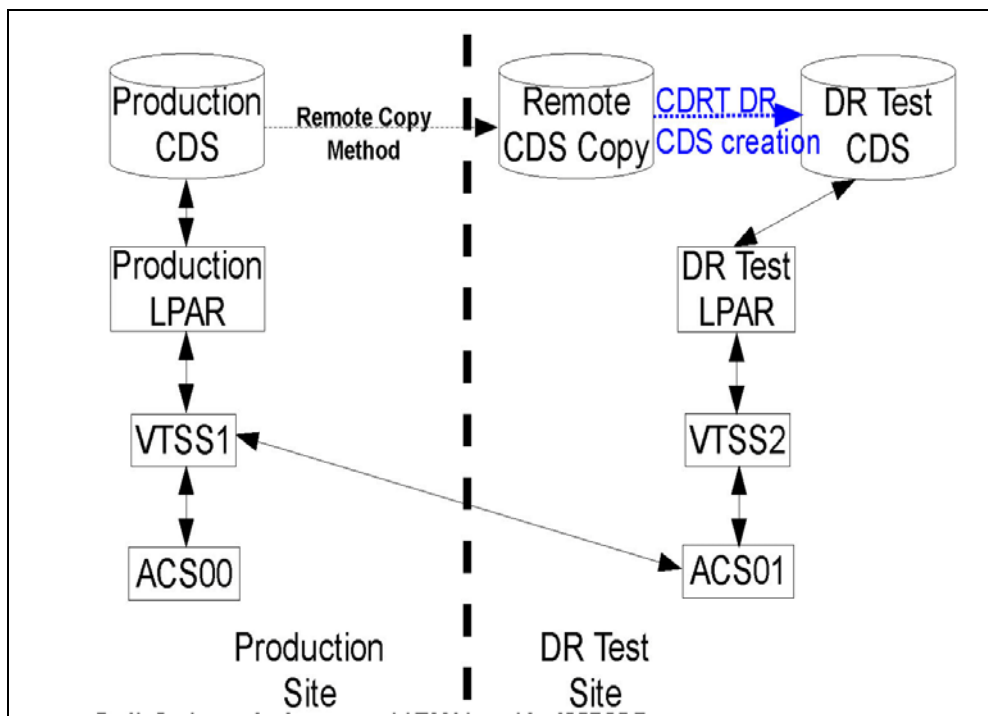 Production
CDS
Remote Copy
Method
Remote
CDS Copy
CDRT DR
CDS creation
DR Test
CDS
Production
LPAR
DR Test
LPAR
VTSS1
VTSS2
ACS00
ACS01
Production
Site
DR Test
Site